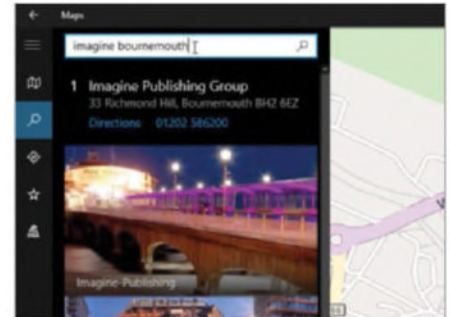 Maps
imagine bournemouth
1 Imagine Publishing Group
33 Richmond Hill, Bournemouth BH2 6EZ
Directions 01202 586200
Imagine-Publishing